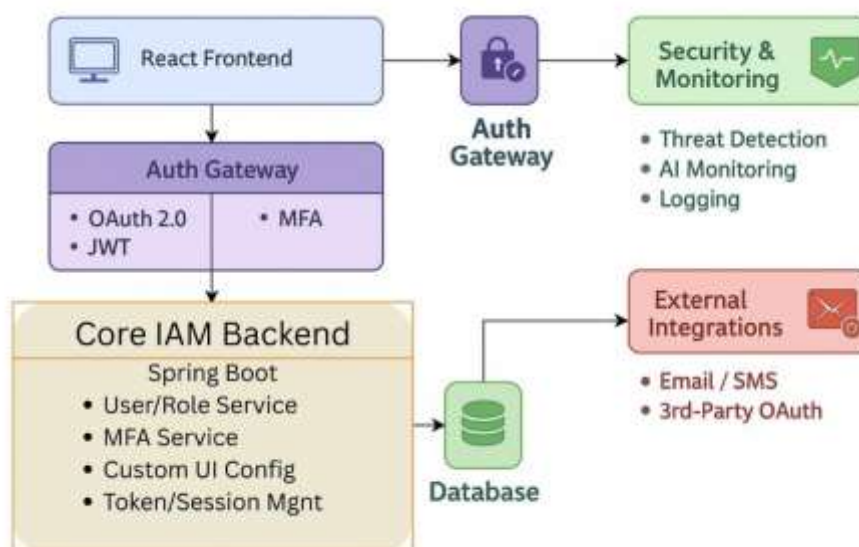 React Frontend
Auth
Gateway
Security &
Monitoring
• Threat Detection
• AI Monitoring
• Logging
Auth Gateway
• OAuth 2.0
• MFA
• JWT
Core IAM Backend
Spring Boot
• User/Role Service
• MFA Service
• Custom UI Config
• Token/Session Mgnt
Database
External
Integrations
• Email / SMS
• 3rd-Party OAuth